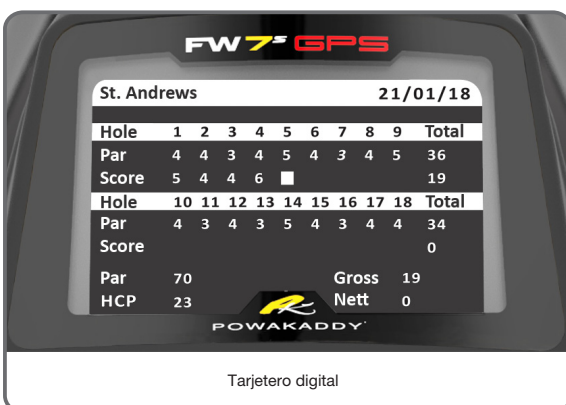 FW 7s GPS
St. Andrews 21/01/18
Hole 1 2 3 4 5 6 7 8 9 Total
Par 4 4 3 4 5 4 3 4 5 36
Score 5 4 4 6 19
Hole 10 11 12 13 14 15 16 17 18 Total
Par 4 3 4 3 5 4 3 4 4 34
Score 0
Par 70 Gross 19
HCP 23 Nett 0
POWAKADDY
Tarjetero digital